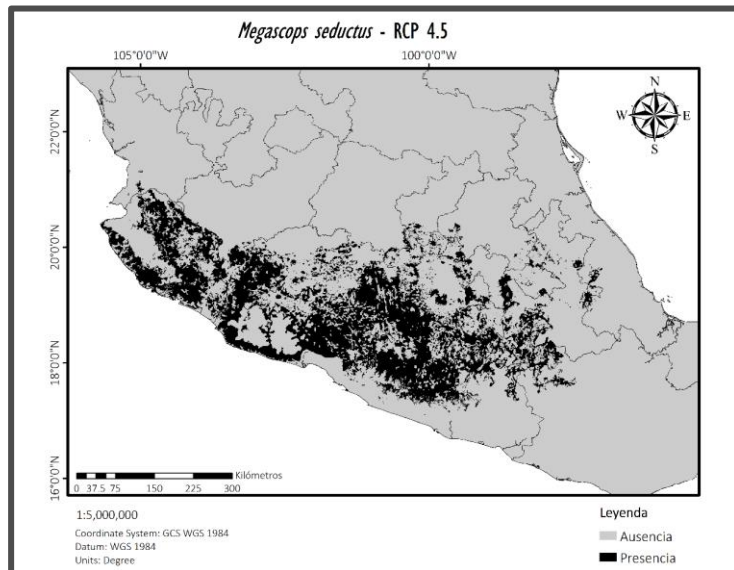 Megascops seductus - RCP 4.5
105°0'0"W 100°0'0"W
22°0'0"N
20°0'0"N
18°0'0"N
16°0'0"N
N
W E
S
Kilómetros
0 37.5 75 150 225 300
1:5,000,000
Coordinate System: GCS WGS 1984
Datum: WGS 1984
Units: Degree
Leyenda
Ausencia
Presencia